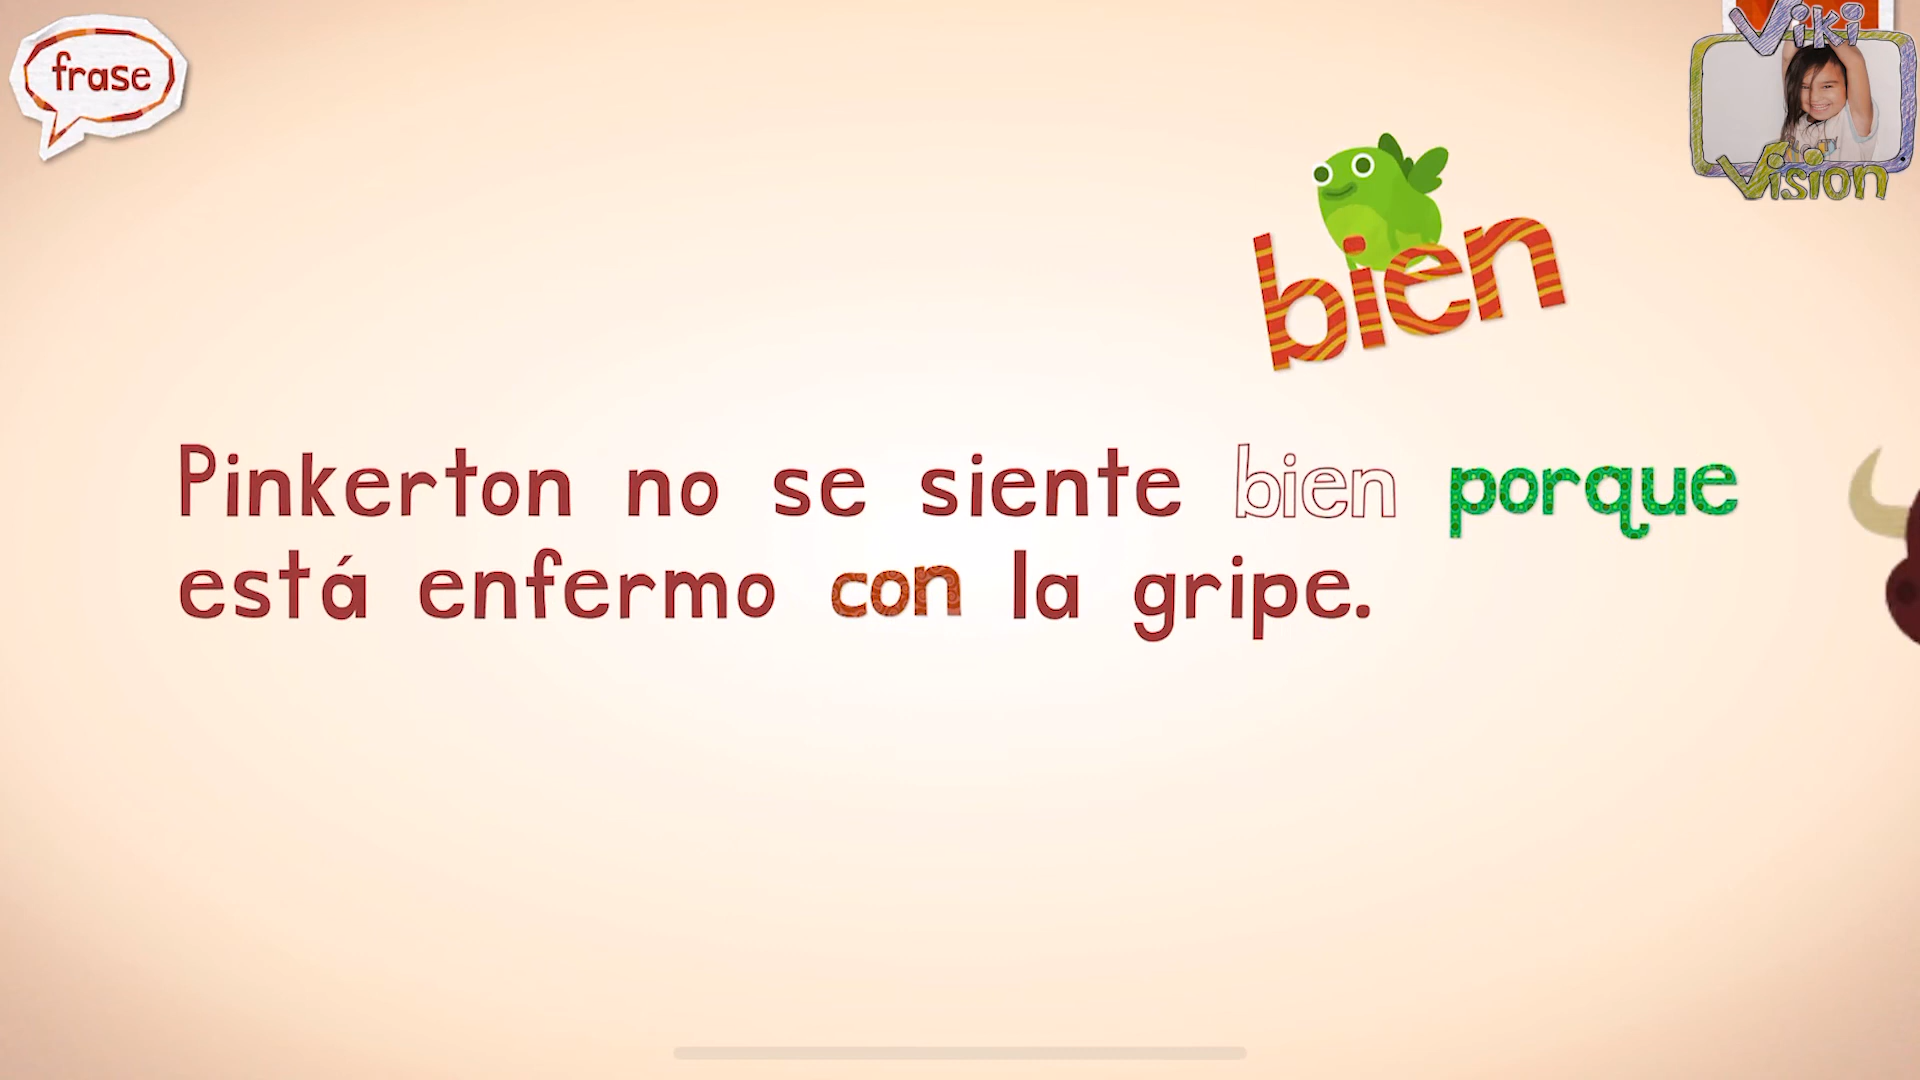 frase
Viki
Vision
bien
Pinkerton no se siente bien porque
está enfermo con la gripe.